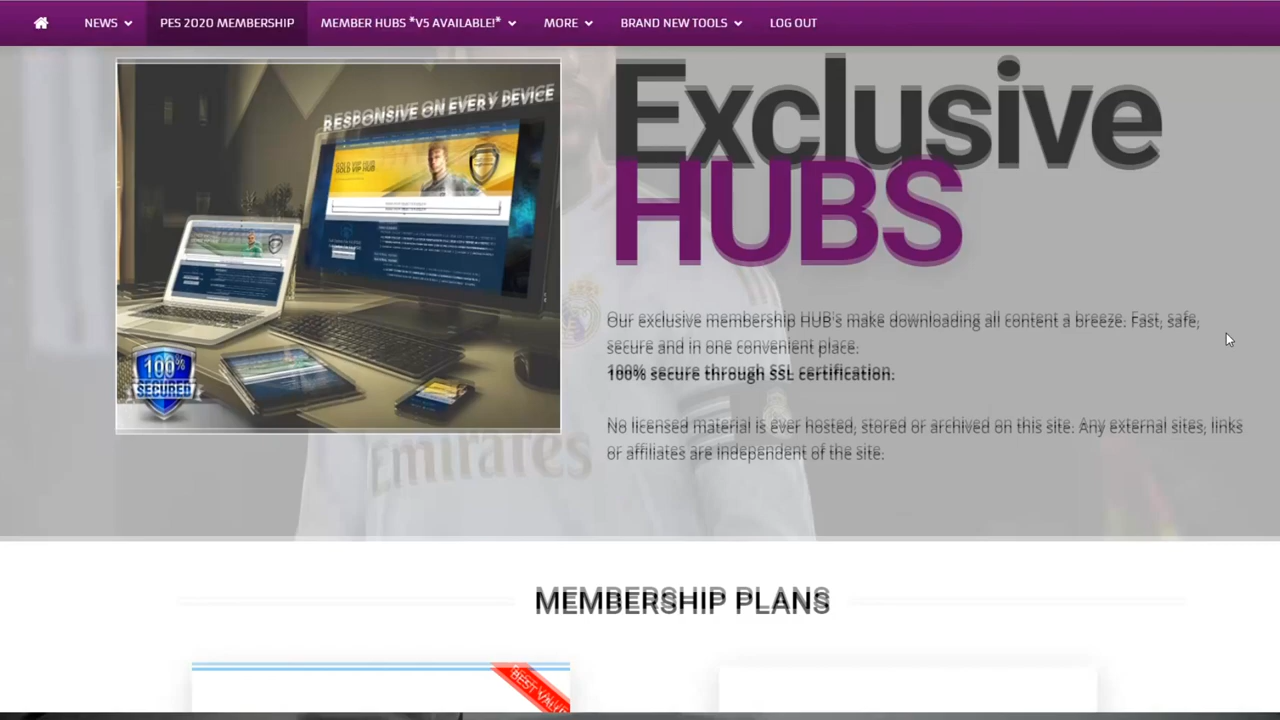 NEWS PES 2020 MEMBERSHIP MEMBER HUBS *V5 AVAILABLE!* MORE BRAND NEW TOOLS LOG OUT
RESPONSIVE ON EVERY DEVICE
GOLD VIP HUB
100%
SECURED
Exclusive
HUBS
Our exclusive membership HUB's make downloading all content a breeze. Fast, safe,
secure and in one convenient place.
100% secure through SSL certification.
No licensed material is ever hosted, stored or archived on this site. Any external sites, links
or affiliates are independent of the site.
Emirates
MEMBERSHIP PLANS
BEST VALUE